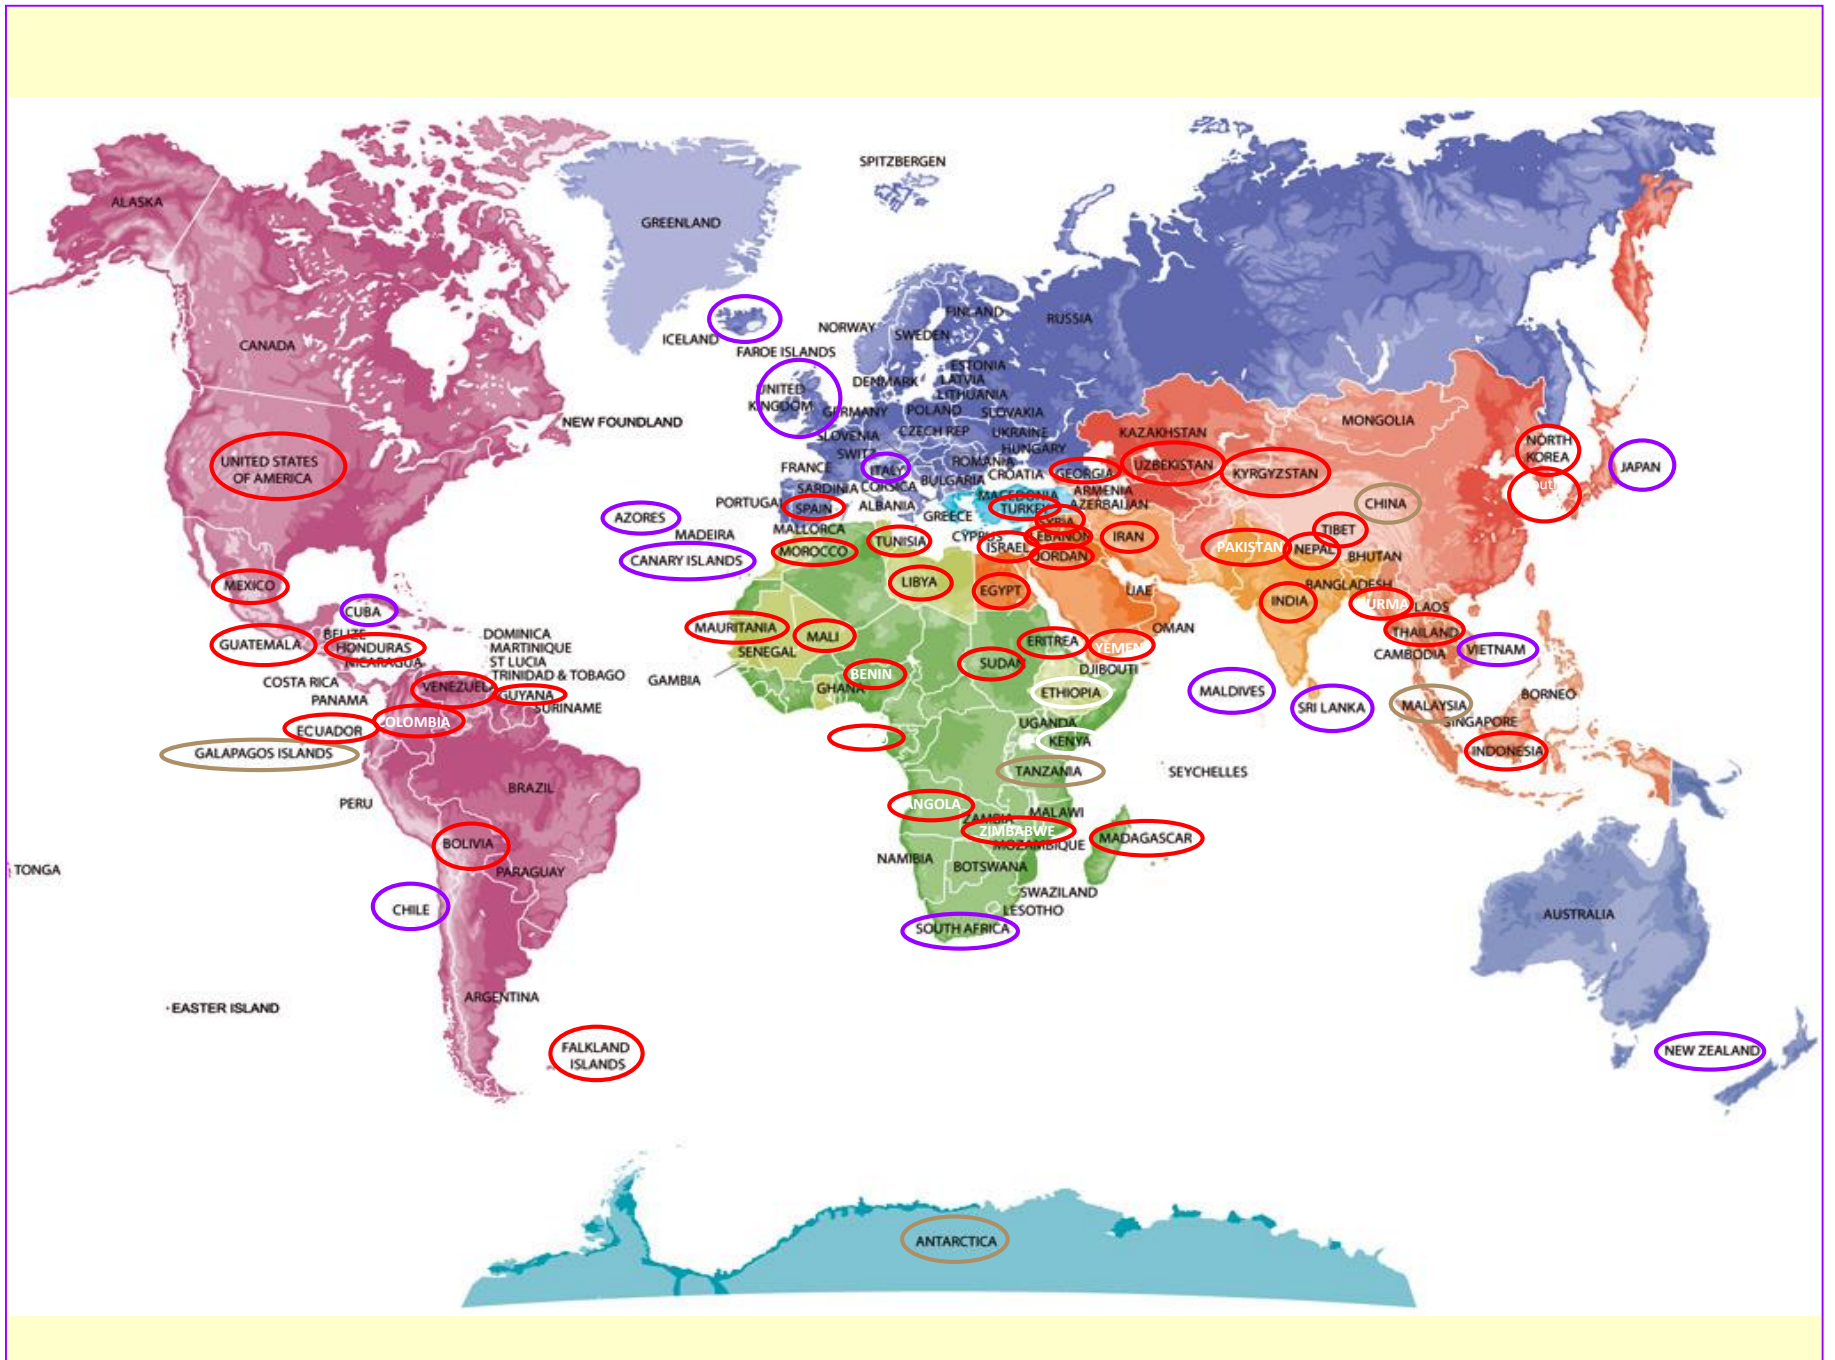 SPITZBERGEN
ALASKA
GREENLAND
CANADA
ICELAND
FAROE ISLANDS
NORWAY
SWEDEN
FINLAND
RUSSIA
UNITED
KINGDOM
DENMARK
ESTONIA
LATVIA
LITHUANIA
GERMANY
POLAND
SLOVAKIA
NEW FOUNDLAND
SLOVENIA
CZECH REP
UKRAINE
HUNGARY
KAZAKHSTAN
MONGOLIA
SWITZ
FRANCE
ITALY
ROMANIA
CROATIA
BULGARIA
GEORGIA
UZBEKISTAN
KYRGYZSTAN
NORTH
KOREA
JAPAN
UNITED STATES
OF AMERICA
SARDINIA
CORSICA
MACEDONIA
ARMENIA
AZERBAIJAN
CHINA
PORTUGAL
SPAIN
ALBANIA
GREECE
TURKEY
SYRIA
AZORES
MADEIRA
MALLORCA
CYPRUS
LEBANON
IRAN
TIBET
CANARY ISLANDS
MOROCCO
TUNISIA
ISRAEL
JORDAN
PAKISTAN
NEPAL
BHUTAN
MEXICO
LIBYA
EGYPT
UAE
INDIA
BANGLADESH
CUBA
URMA
LAOS
BELIZE
GUATEMALA
HONDURAS
NICARAGUA
DOMINICA
MARTINIQUE
ST LUCIA
TRINIDAD & TOBAGO
MAURITANIA
MALI
SENEGAL
ERITREA
YEMEN
OMAN
THAILAND
CAMBODIA
VIETNAM
COSTA RICA
PANAMA
VENEZUEL
GUYANA
SURINAME
GAMBIA
GHANA
BENIN
SUDAN
DJIBOUTI
ETHIOPIA
MALDIVES
SRI LANKA
MALAYSIA
SINGAPORE
BORNEO
ECUADOR
COLOMBIA
GALAPAGOS ISLANDS
UGANDA
KENYA
INDONESIA
BRAZIL
TANZANIA
SEYCHELLES
PERU
ANGOLA
ZAMBIA
MALAWI
ZIMBABWE
MOZAMBIQUE
MADAGASCAR
BOLIVIA
PARAGUAY
NAMIBIA
BOTSWANA
TONGA
SWAZILAND
LESOTHO
CHILE
SOUTH AFRICA
AUSTRALIA
ARGENTINA
EASTER ISLAND
FALKLAND
ISLANDS
NEW ZEALAND
ANTARCTICA